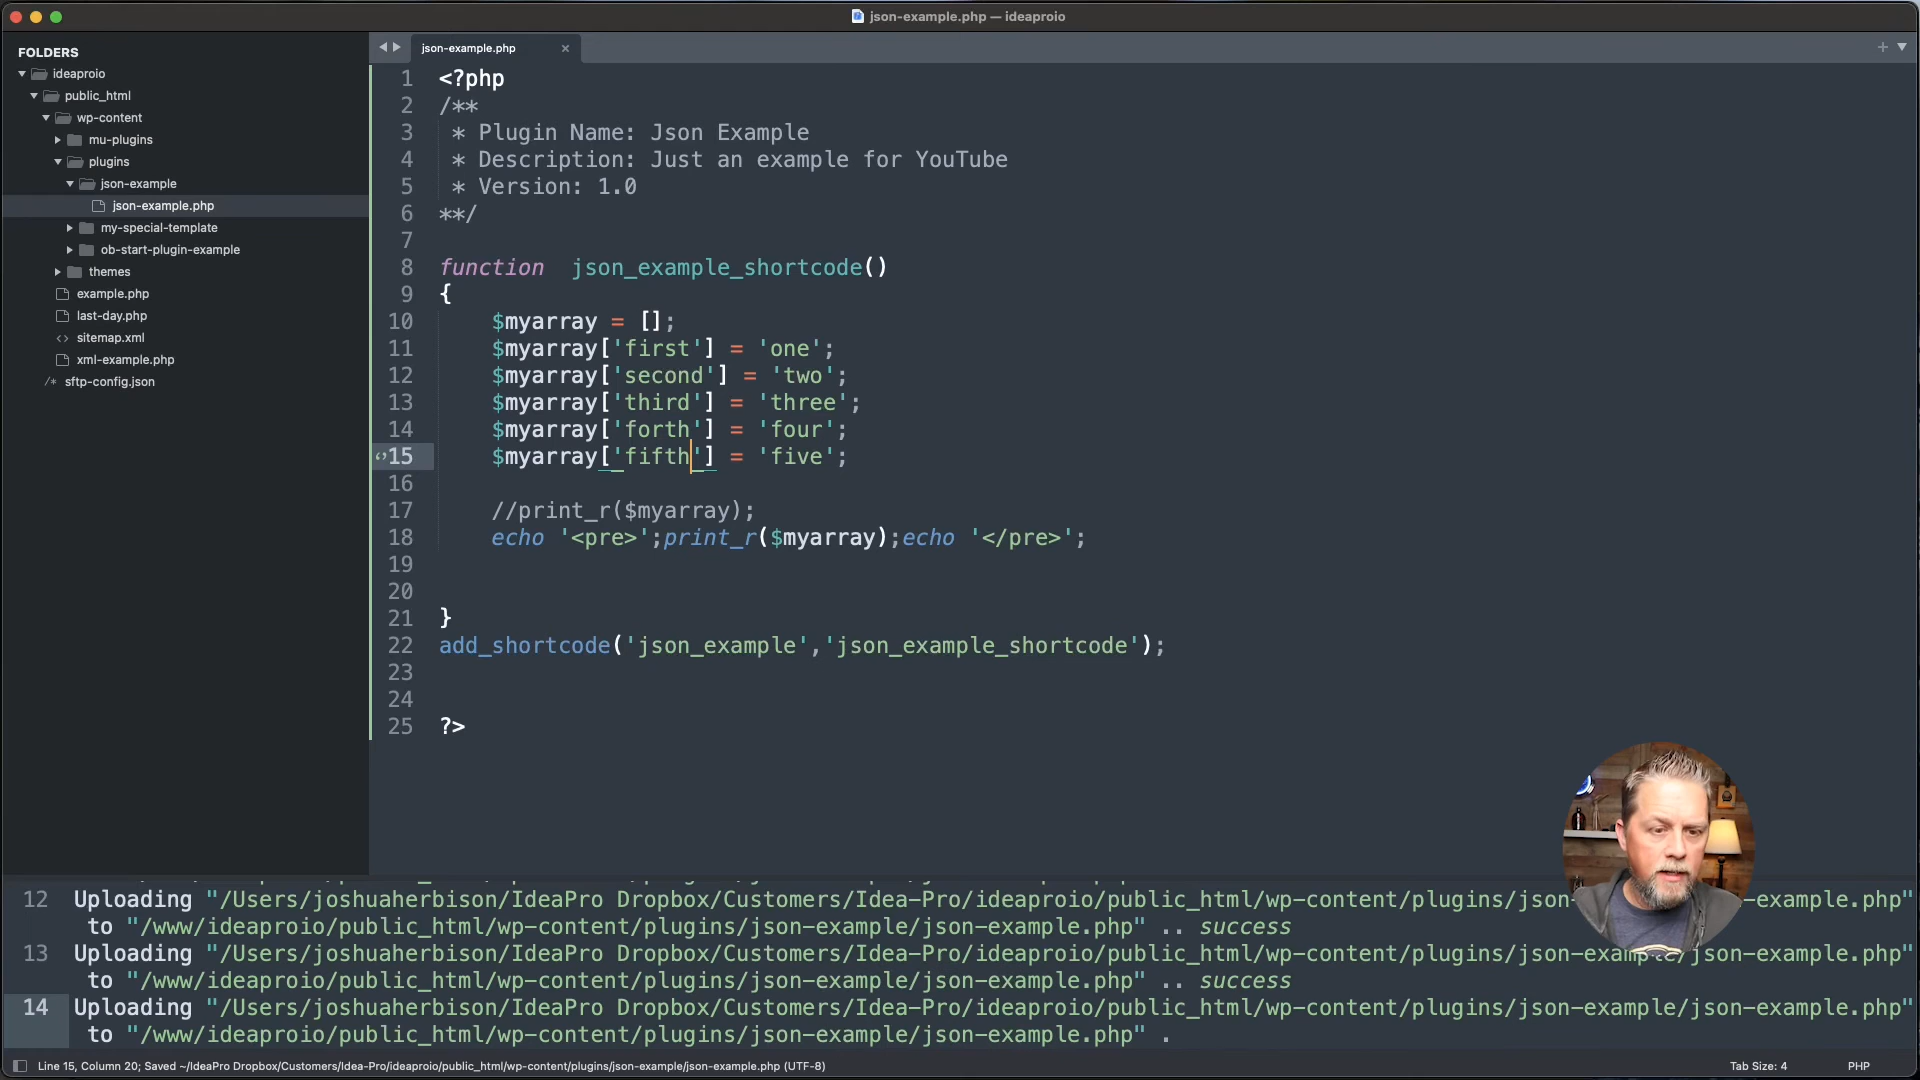 json-example.php — ideaproio
FOLDERS
ideaproio
public_html
wp-content
mu-plugins
plugins
json-example
json-example.php
my-special-template
ob-start-plugin-example
themes
example.php
last-day.php
<> sitemap.xml
xml-example.php
/* sftp-config.json
json-example.php ×
1 <?php
2 /**
3 * Plugin Name: Json Example
4 * Description: Just an example for YouTube
5 * Version: 1.0
6 **/
7
8 function json_example_shortcode()
9 {
10 $myarray = [];
11 $myarray['first'] = 'one';
12 $myarray['second'] = 'two';
13 $myarray['third'] = 'three';
14 $myarray['forth'] = 'four';
15 $myarray['fifth'] = 'five';
16
17 //print_r($myarray);
18 echo '<pre>';print_r($myarray);echo '</pre>';
19
20
21 }
22 add_shortcode('json_example','json_example_shortcode');
23
24
25 ?>
12 Uploading "/Users/joshuaherbison/IdeaPro Dropbox/Customers/Idea-Pro/ideaproio/public_html/wp-content/plugins/json-example.php"
to "/www/ideaproio/public_html/wp-content/plugins/json-example/json-example.php" .. success
13 Uploading "/Users/joshuaherbison/IdeaPro Dropbox/Customers/Idea-Pro/ideaproio/public_html/wp-content/plugins/json-example/json-example.php"
to "/www/ideaproio/public_html/wp-content/plugins/json-example/json-example.php" .. success
14 Uploading "/Users/joshuaherbison/IdeaPro Dropbox/Customers/Idea-Pro/ideaproio/public_html/wp-content/plugins/json-example/json-example.php"
to "/www/ideaproio/public_html/wp-content/plugins/json-example/json-example.php" .
Line 15, Column 20; Saved ~/IdeaPro Dropbox/Customers/Idea-Pro/ideaproio/public_html/wp-content/plugins/json-example/json-example.php (UTF-8)
Tab Size: 4
PHP